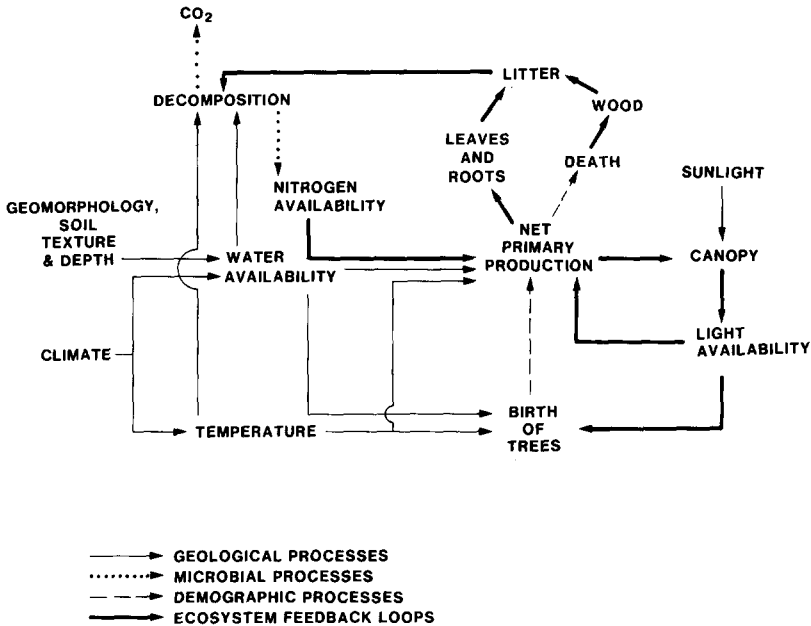 CO₂
DECOMPOSITION
LITTER
WOOD
LEAVES
AND
ROOTS
DEATH
SUNLIGHT
NITROGEN
AVAILABILITY
GEOMORPHOLOGY,
SOIL
TEXTURE
& DEPTH
WATER
AVAILABILITY
NET
PRIMARY
PRODUCTION
CANOPY
LIGHT
AVAILABILITY
CLIMATE
TEMPERATURE
BIRTH
OF
TREES
GEOLOGICAL PROCESSES
MICROBIAL PROCESSES
DEMOGRAPHIC PROCESSES
ECOSYSTEM FEEDBACK LOOPS